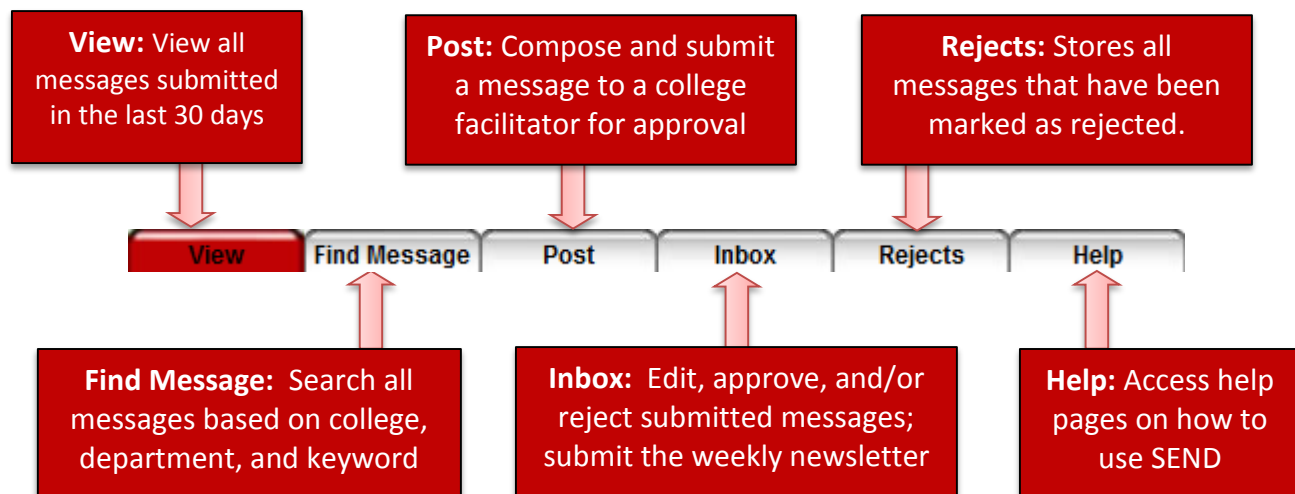 View: View all
messages submitted
in the last 30 days
Post: Compose and submit
a message to a college
facilitator for approval
Rejects: Stores all
messages that have been
marked as rejected.
View
Find Message
Post
Inbox
Rejects
Help
Find Message: Search all
messages based on college,
department, and keyword
Inbox: Edit, approve, and/or
reject submitted messages;
submit the weekly newsletter
Help: Access help
pages on how to
use SEND